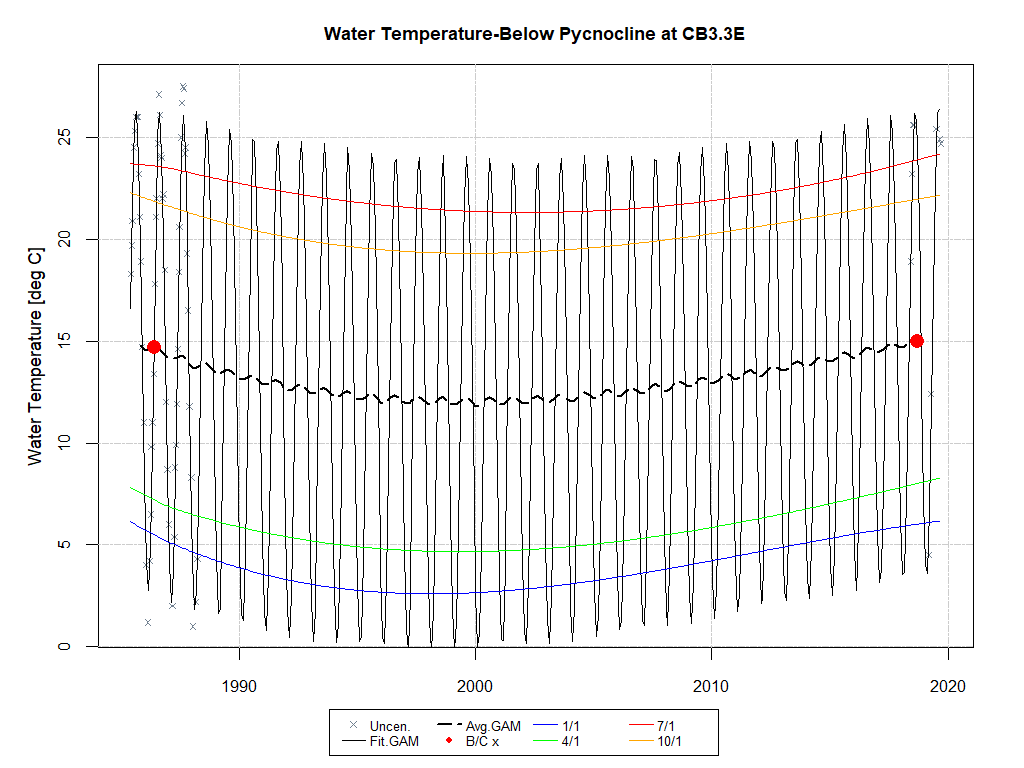 Water Temperature-Below Pycnocline at CB3.3E
Water Temperature [deg C]
25
20
15
10
5
0
1990 2000 2010 2020
Uncen. Avg.GAM 1/1 7/1
Fit.GAM B/C x 4/1 10/1